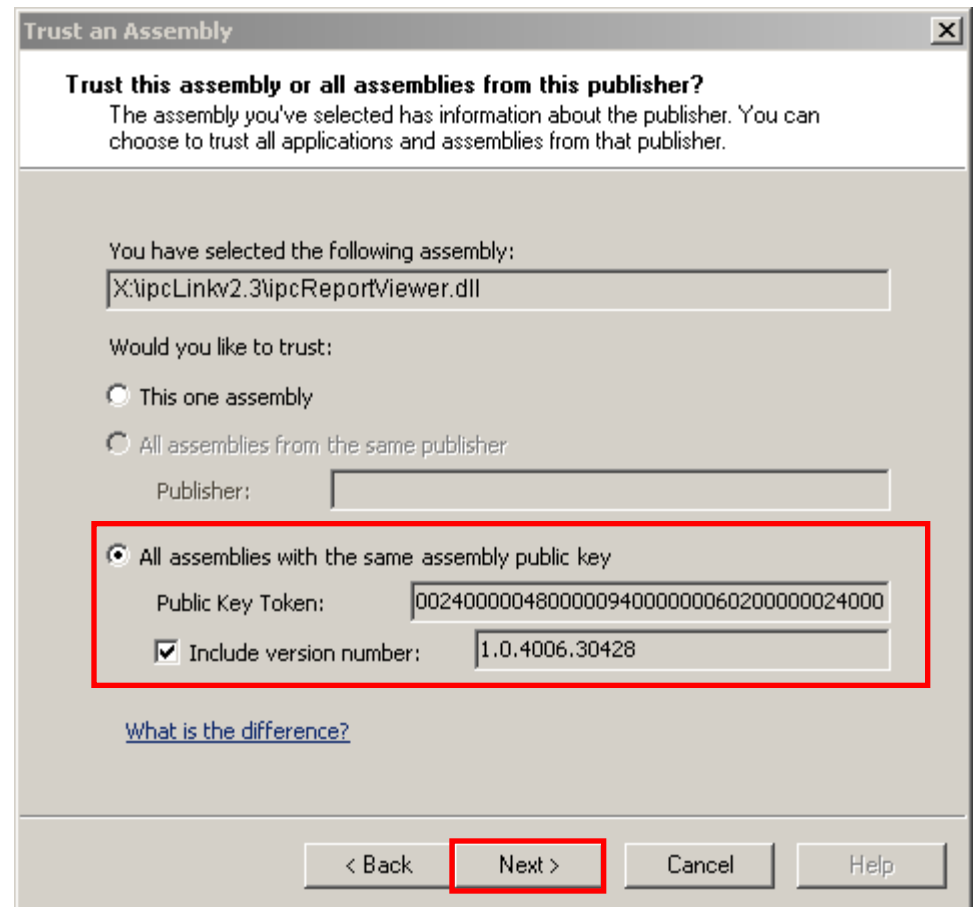 Trust an Assembly
Trust this assembly or all assemblies from this publisher?
The assembly you've selected has information about the publisher. You can
choose to trust all applications and assemblies from that publisher.
You have selected the following assembly:
X:\ipcLinkv2.3\ipcReportViewer.dll
Would you like to trust:
This one assembly
All assemblies from the same publisher
Publisher:
All assemblies with the same assembly public key
Public Key Token: 002400000480000094000000060200000024000
Include version number: 1.0.4006.30428
What is the difference?
< Back Next > Cancel Help